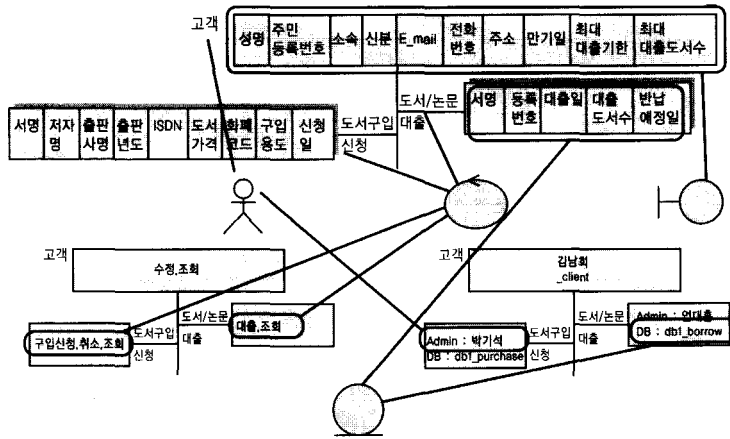 고객
성명
주민
등록번호
소속
신분
E_mail
전화
번호
주소
만기일
최대
대출기한
최대
대출도서수
도서/논문
대출
서명
등록
번호
대출일
대출
도서수
반납
예정일
서명
저자
명
출판
사명
출판
년도
ISDN
도서
가격
화폐
코드
구입
용도
신청
일
도서구입
신청
고객
수정,조회
도서/논문
대출
대출,조회
구입신청,취소,조회
도서구입
신청
고객
김남희
_client
도서/논문
대출
Admin :
DB : db1_borrow
Admin : 박기석
DB : db1_purchase
도서구입
신청